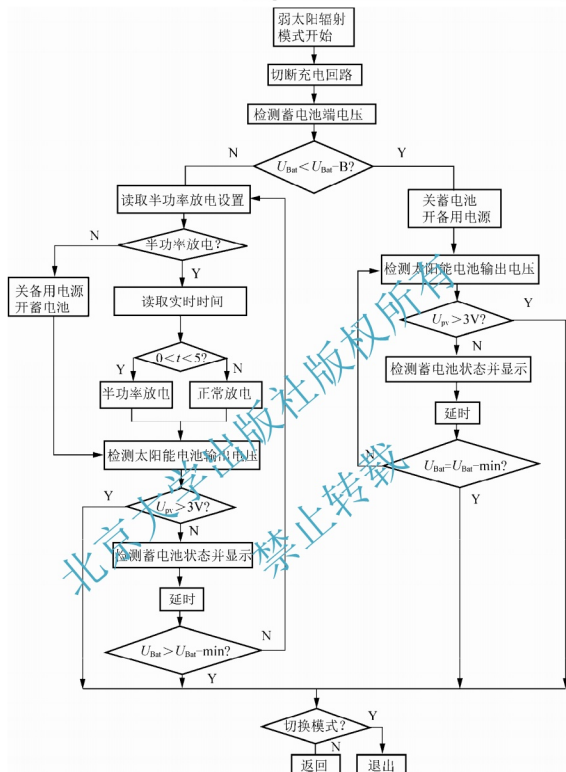 弱太阳辐射
模式开始
切断充电回路
检测蓄电池端电压
N
U_Bat<U_Bat-B?
Y
读取半功率放电设置
关蓄电池
开备用电源
N
半功率放电?
Y
检测太阳能电池输出电压
关备用电源
开蓄电池
读取实时时间
U_pv>3V?
Y
N
0<t<5?
Y
N
检测蓄电池状态并显示
半功率放电
正常放电
延时
检测太阳能电池输出电压
N
U_Bat=U_Bat-min?
Y
Y
U_pv>3V?
N
检测蓄电池状态并显示
延时
U_Bat>U_Bat-min?
N
Y
切换模式?
Y
N
返回
退出
北京大学出版社版权所有
禁止转载